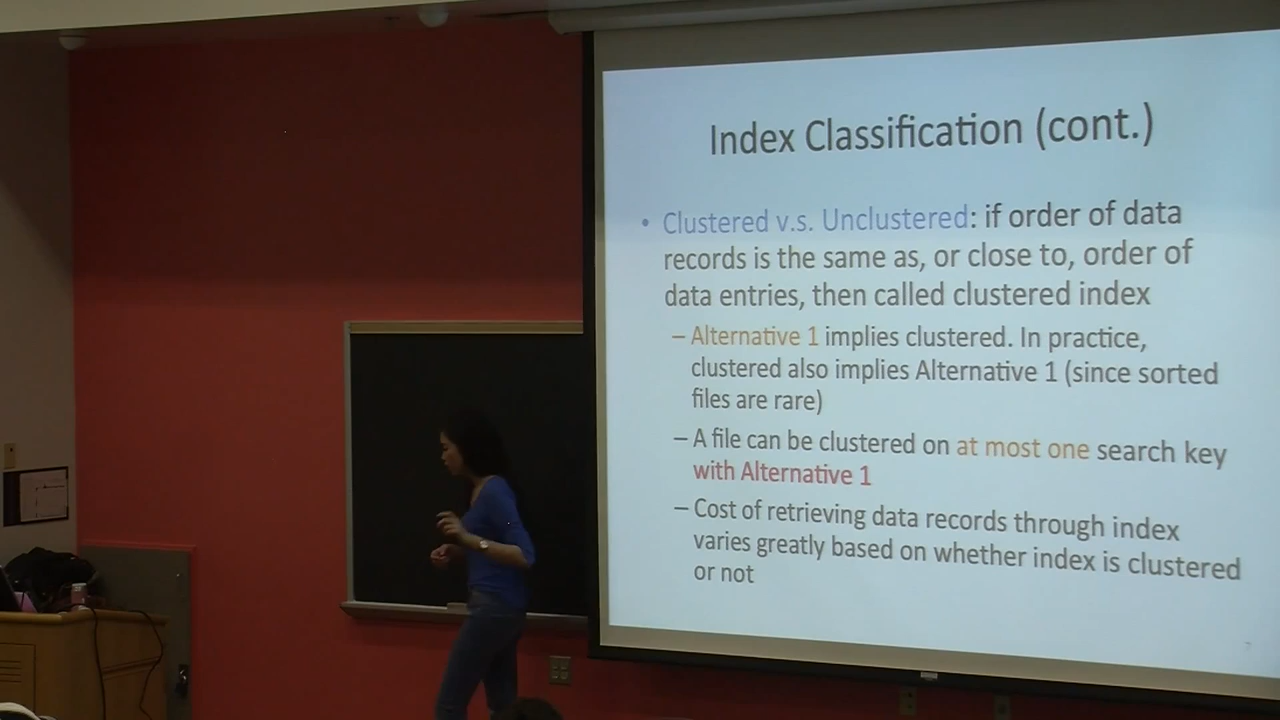 Index Classification (cont.)
• Clustered v.s. Unclustered: if order of data
records is the same as, or close to, order of
data entries, then called clustered index
– Alternative 1 implies clustered. In practice,
clustered also implies Alternative 1 (since sorted
files are rare)
– A file can be clustered on at most one search key
with Alternative 1
– Cost of retrieving data records through index
varies greatly based on whether index is clustered
or not
7